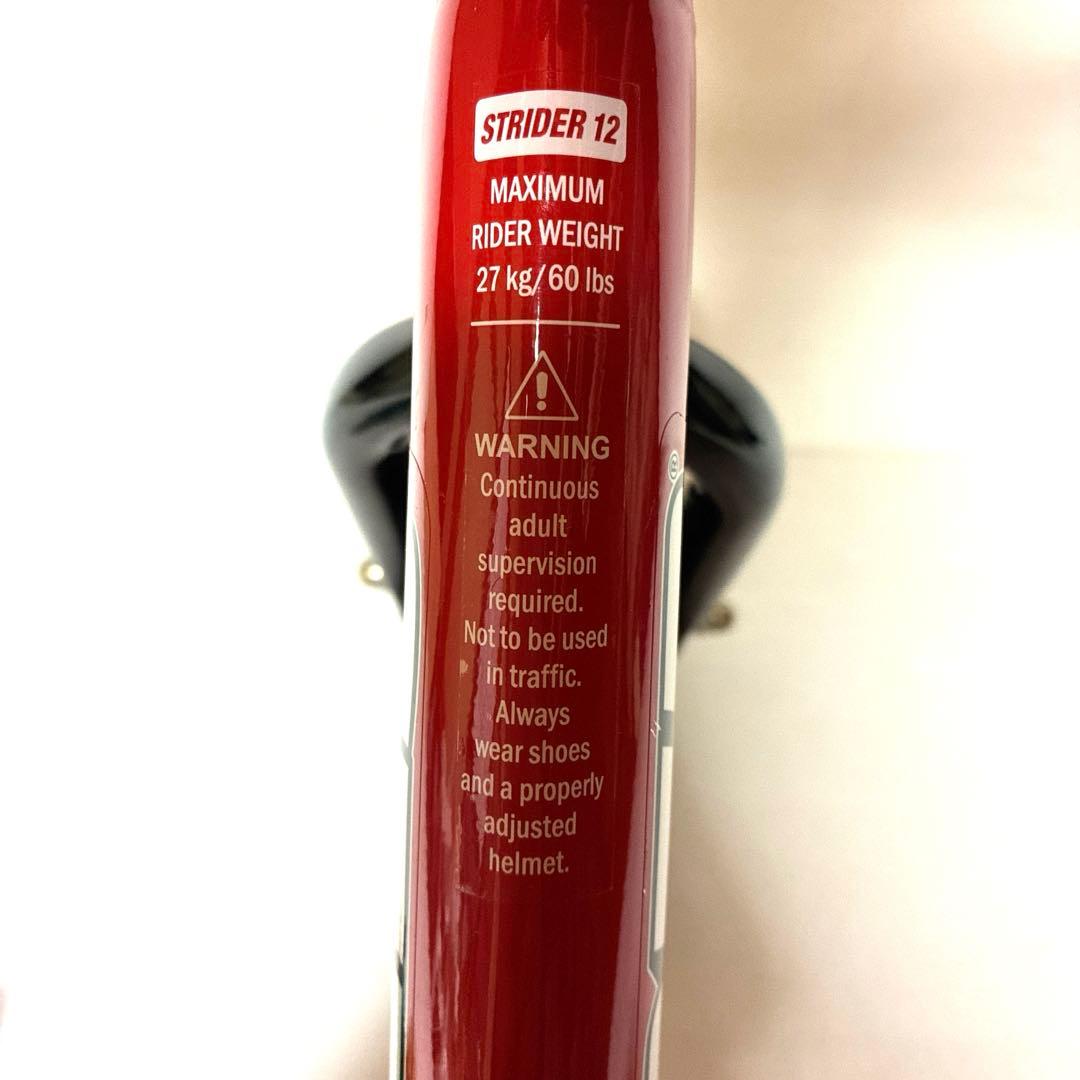 STRIDER 12
MAXIMUM
RIDER WEIGHT
27 kg/60 lbs
!
WARNING
Continuous
adult
supervision
required.
Not to be used
in traffic.
Always
wear shoes
and a properly
adjusted
helmet.
®